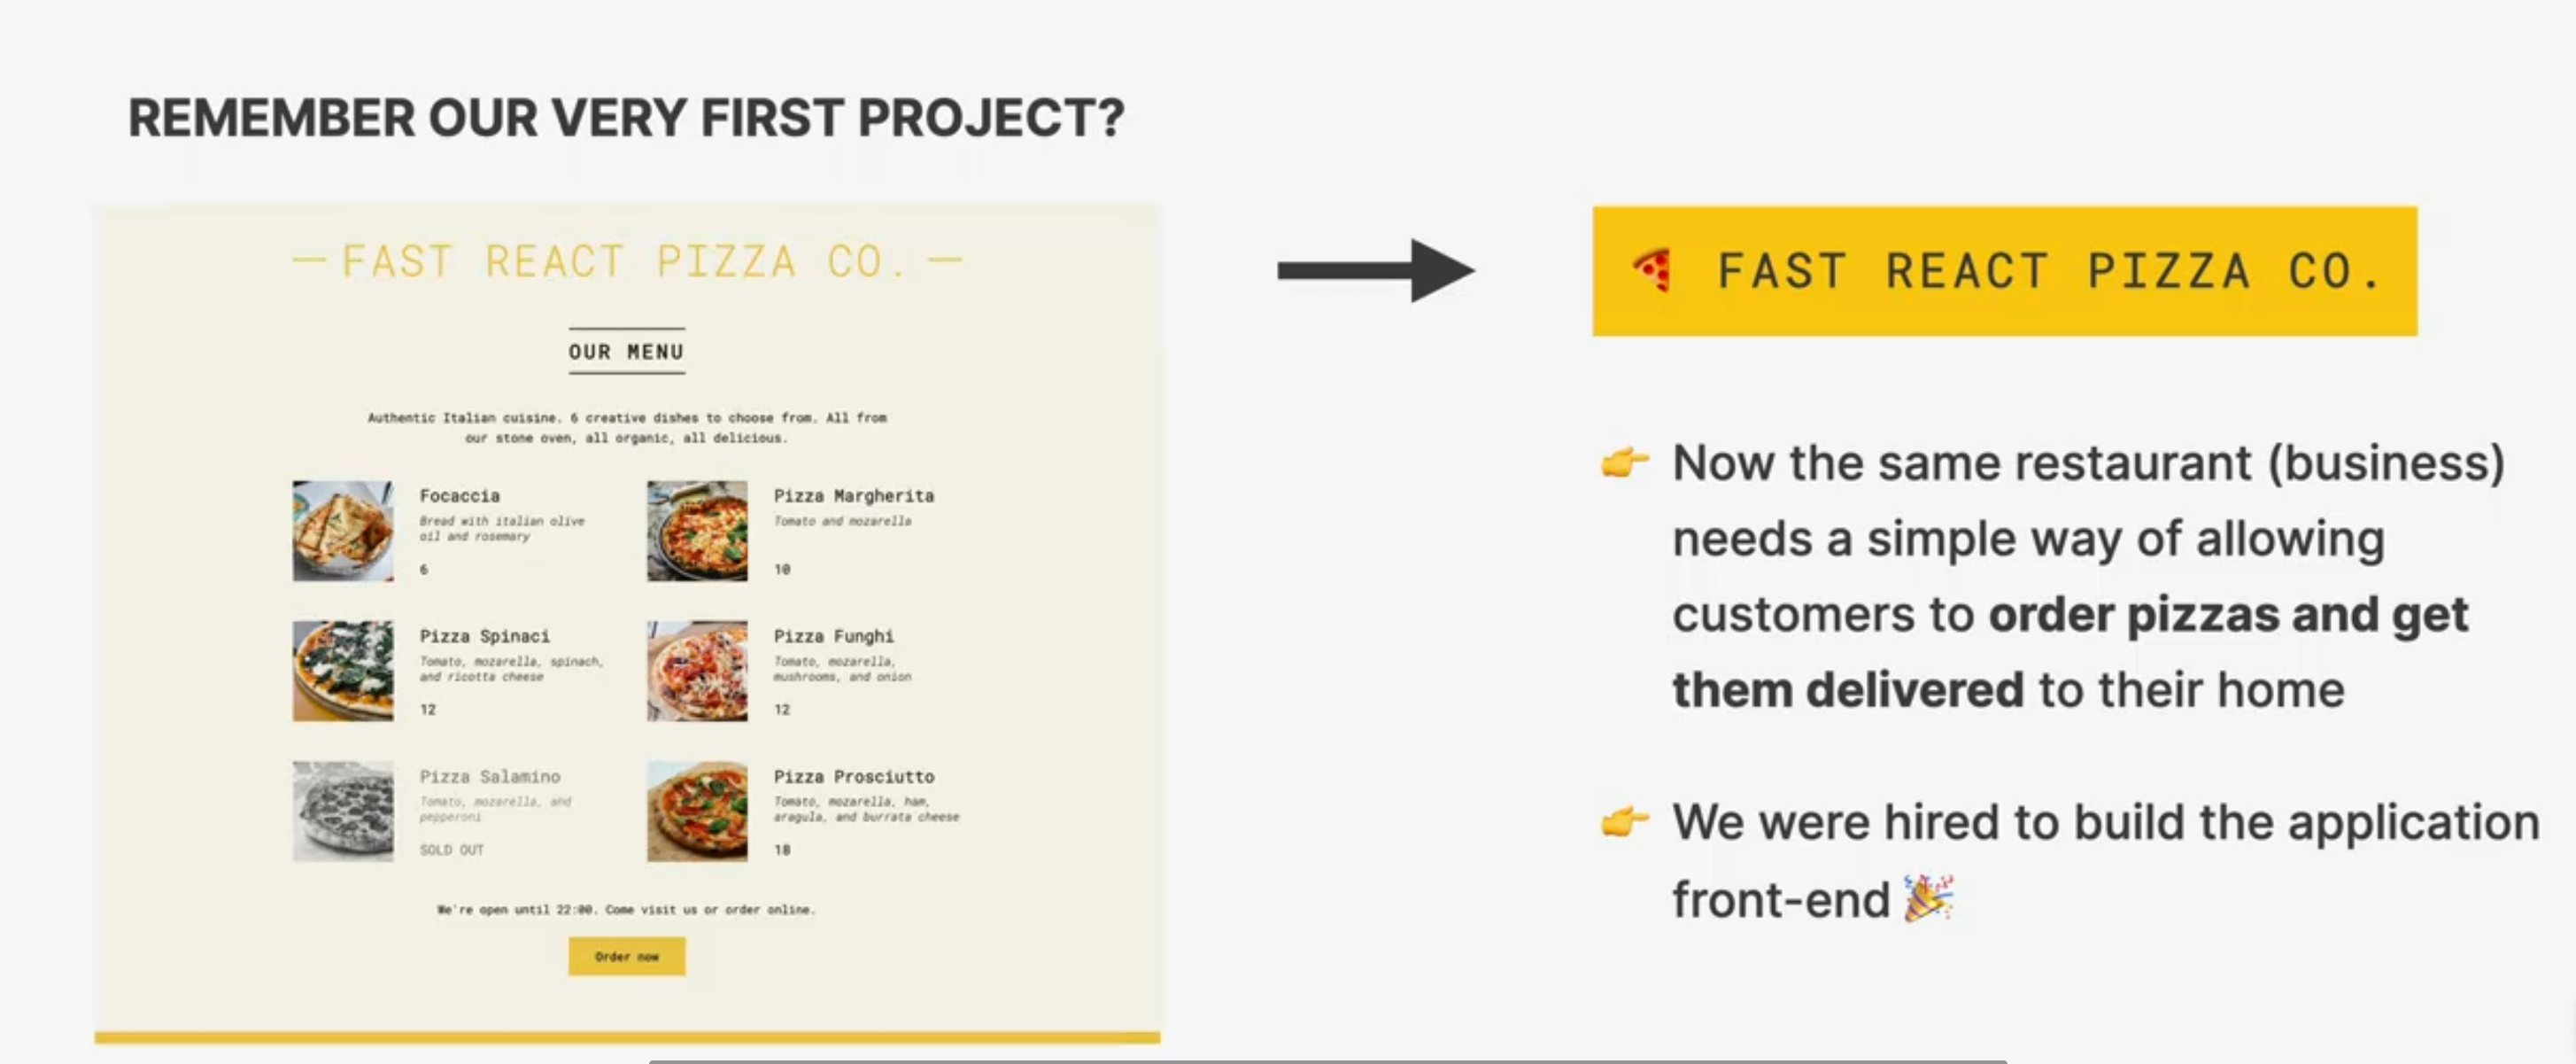 REMEMBER OUR VERY FIRST PROJECT?
— FAST REACT PIZZA CO. —
OUR MENU
Authentic Italian cuisine. 6 creative dishes to choose from. All from
our stone oven, all organic, all delicious.
Focaccia
Bread with italian olive
oil and rosemary
6
Pizza Margherita
Tomato and mozarella
10
Pizza Spinaci
Tomato, mozarella, spinach,
and ricotta cheese
12
Pizza Funghi
Tomato, mozarella,
mushrooms, and onion
12
Pizza Salamino
Tomato, mozarella, and
pepperoni
SOLD OUT
Pizza Prosciutto
Tomato, mozarella, ham,
aragula, and burrata cheese
18
We're open until 22:00. Come visit us or order online.
Order now
🍕 FAST REACT PIZZA CO.
👉 Now the same restaurant (business)
needs a simple way of allowing
customers to order pizzas and get
them delivered to their home
👉 We were hired to build the application
front-end 🎉